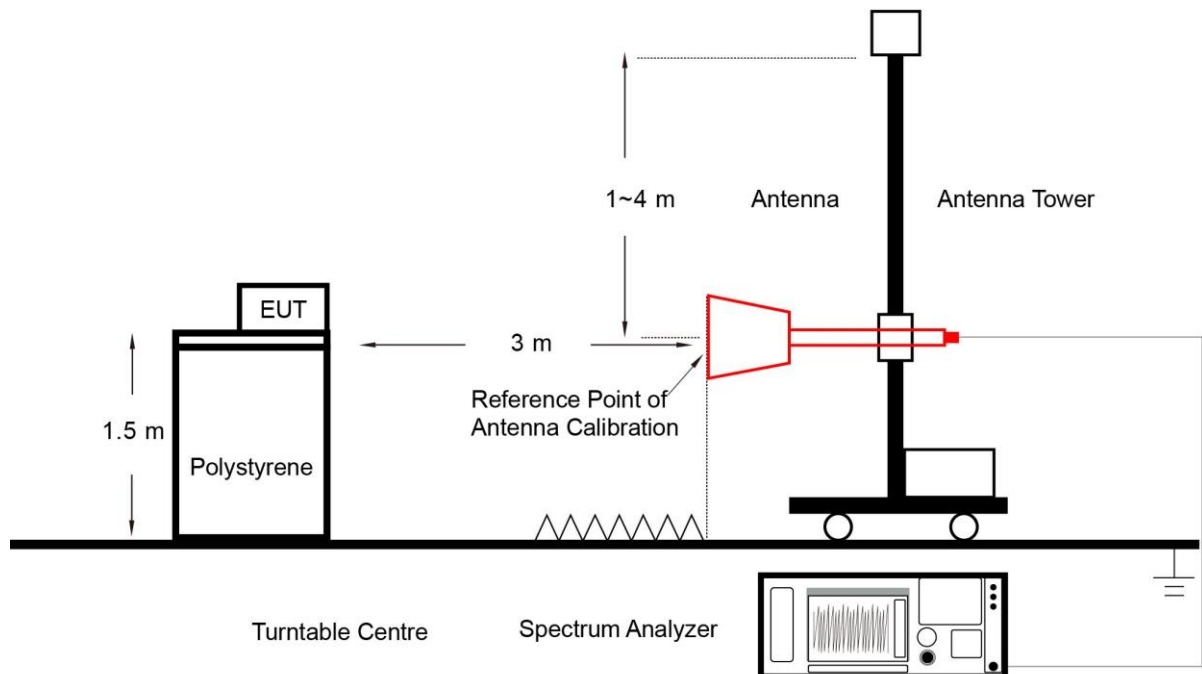 1~4 m
Antenna
Antenna Tower
EUT
3 m
Reference Point of
Antenna Calibration
1.5 m
Polystyrene
Turntable Centre
Spectrum Analyzer